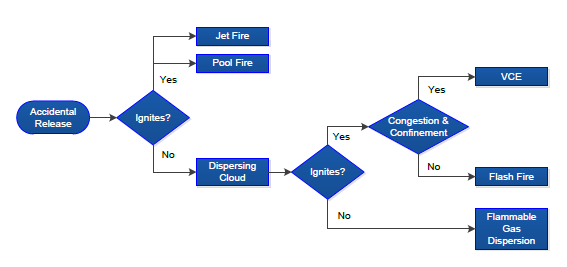 Jet Fire
Pool Fire
Yes
Accidental
Release
Ignites?
No
Dispersing
Cloud
Ignites?
Yes
Congestion &
Confinement
Yes
VCE
No
Flash Fire
No
Flammable
Gas
Dispersion